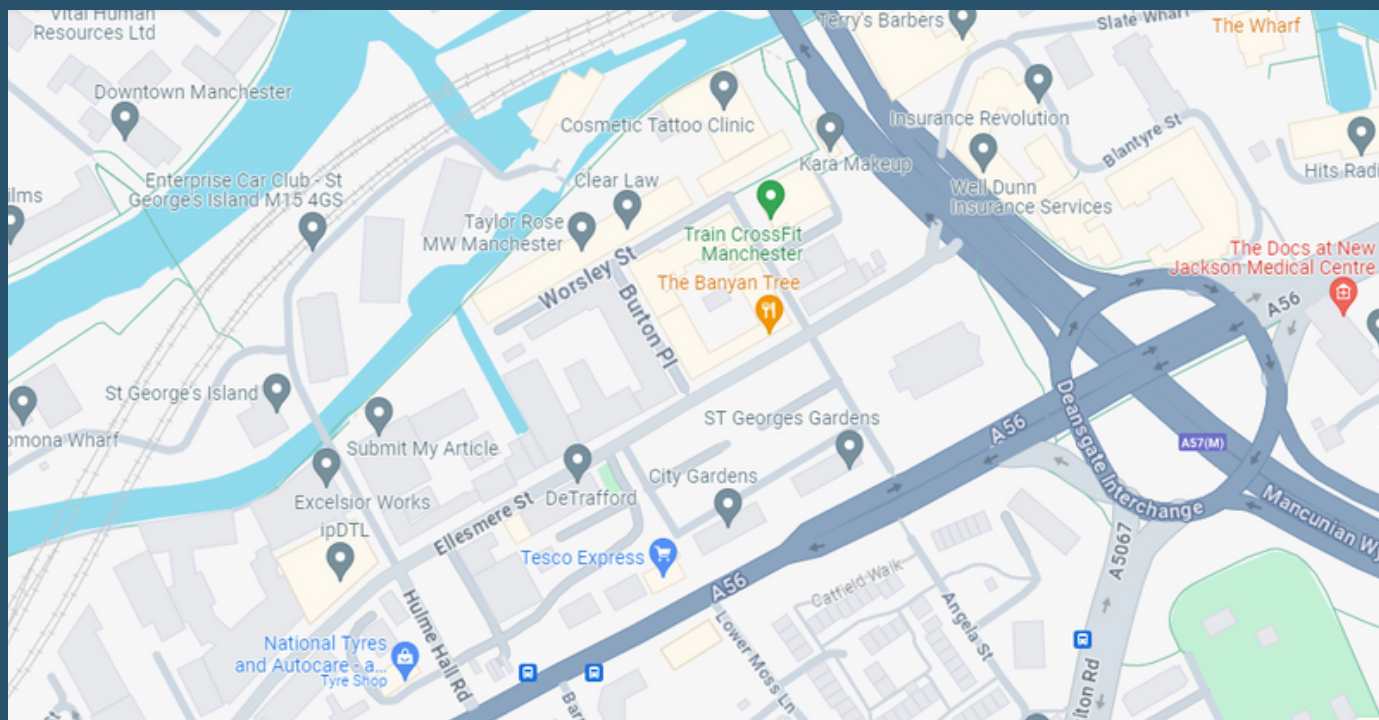 Vital Human
Resources Ltd
Terry's Barbers
Slate Wharf
The Wharf
Downtown Manchester
Cosmetic Tattoo Clinic
Insurance Revolution
Blantyre St
Kara Makeup
Hits Radi
Enterprise Car Club - St
George's Island M15 4GS
ilms
Clear Law
Well Dunn
Insurance Services
Taylor Rose
MW Manchester
Train CrossFit
Manchester
The Docs at New
Jackson Medical Centre
Worsley St
The Banyan Tree
Burton Pl
A56
St George's Island
ST Georges Gardens
A56
Deansgate Interchange
A57(M)
omona Wharf
Submit My Article
City Gardens
Excelsior Works
DeTrafford
Mancunian Wy
ipDTL
Ellesmere St
Tesco Express
A5067
A56
Catfield Walk
Hulme Hall Rd
Lower Moss Ln
Angela St
National Tyres
and Autocare - a...
Tyre Shop
lton Rd
Barr